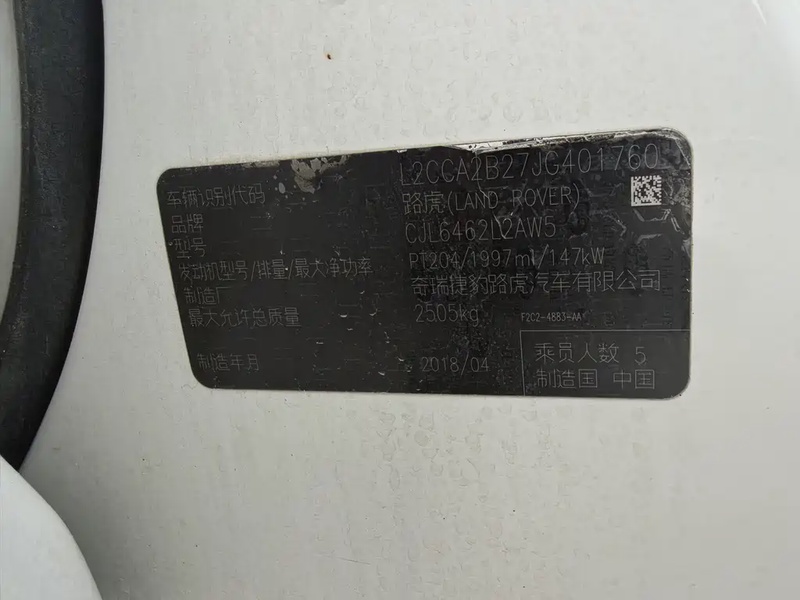 车辆识别代码 L2CCA2B27JG401760
品牌 路虎(LAND ROVER)
型号 CJL6462L2AW5
发动机型号/排量/最大净功率 PT204/1997ml/147kW
制造厂 奇瑞捷豹路虎汽车有限公司
最大允许总质量 2505kg
F2C2-4BB3-AA
制造年月 2018/04
乘员人数 5
制造国 中国